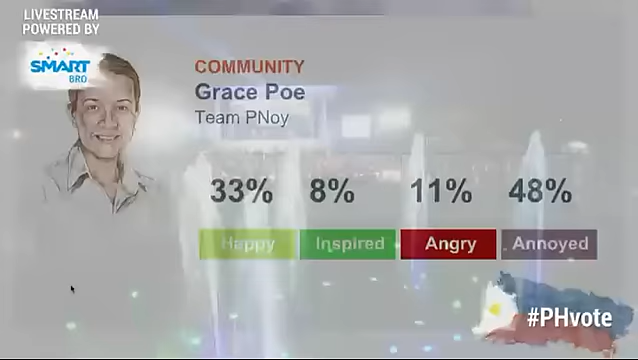 LIVESTREAM
POWERED BY
SMART
BRO
COMMUNITY
Grace Poe
Team PNoy
33% 8% 11% 48%
Happy Inspired Angry Annoyed
#PHvote